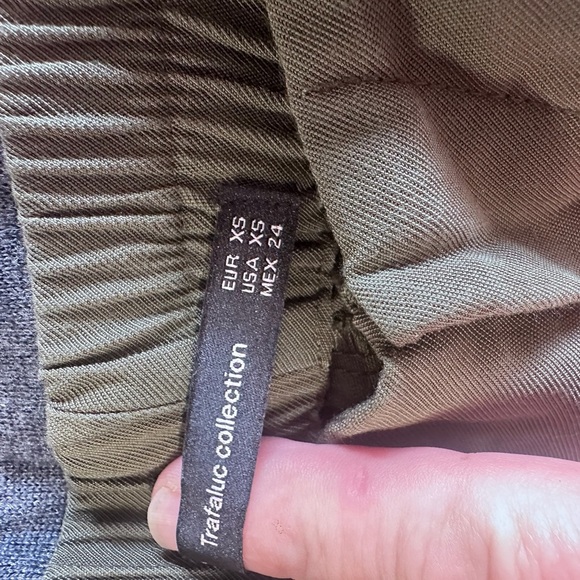 Trafaluc collection
EUR XS
USA XS
MEX 24